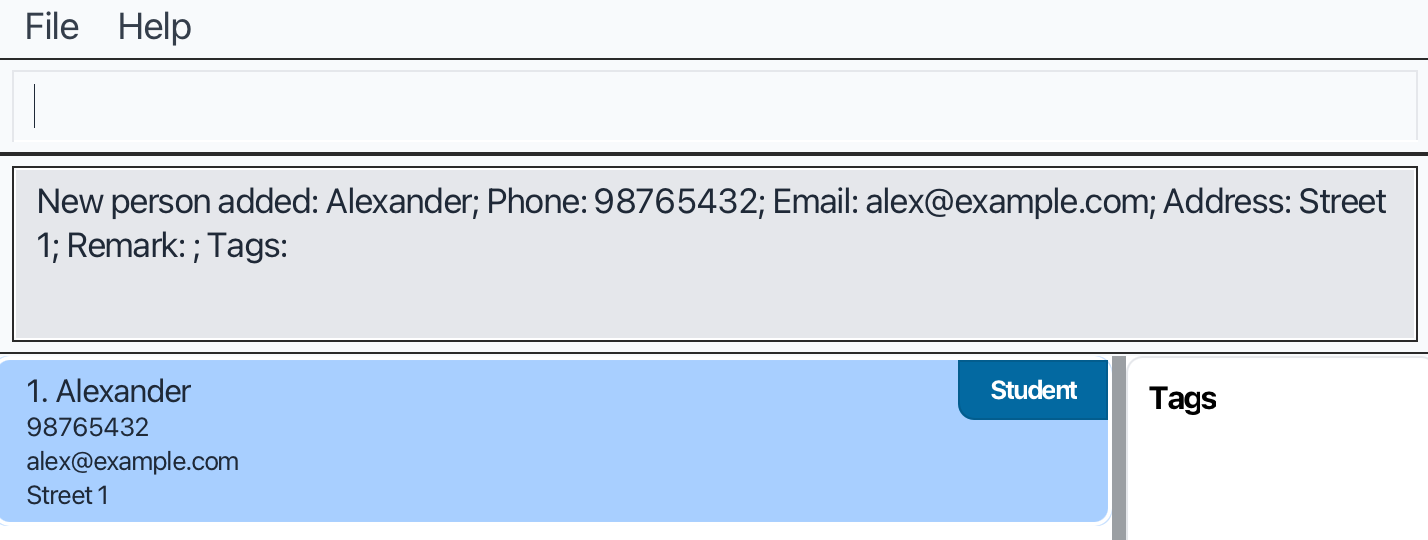 File Help
New person added: Alexander; Phone: 98765432; Email: alex@example.com; Address: Street
1; Remark: ; Tags:
1. Alexander
Student
98765432
alex@example.com
Street 1
Tags